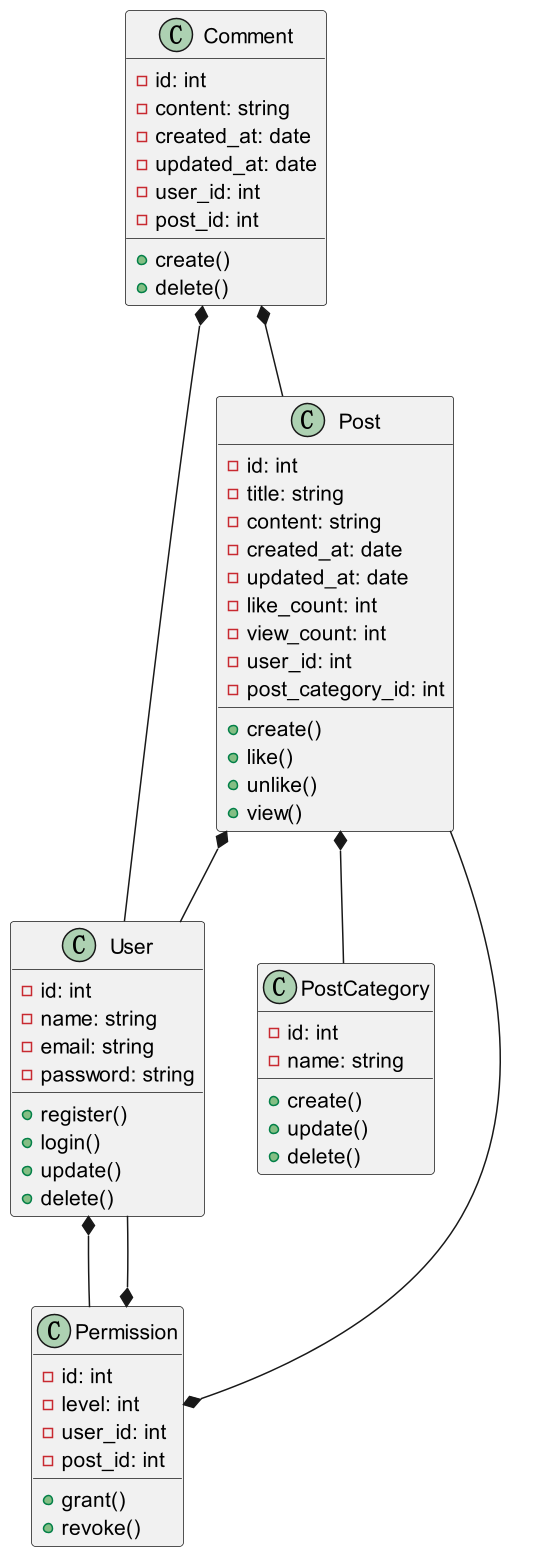 C Comment
id: int
content: string
created_at: date
updated_at: date
user_id: int
post_id: int
create()
delete()
C Post
id: int
title: string
content: string
created_at: date
updated_at: date
like_count: int
view_count: int
user_id: int
post_category_id: int
create()
like()
unlike()
view()
C User
id: int
name: string
email: string
password: string
register()
login()
update()
delete()
C PostCategory
id: int
name: string
create()
update()
delete()
C Permission
id: int
level: int
user_id: int
post_id: int
grant()
revoke()